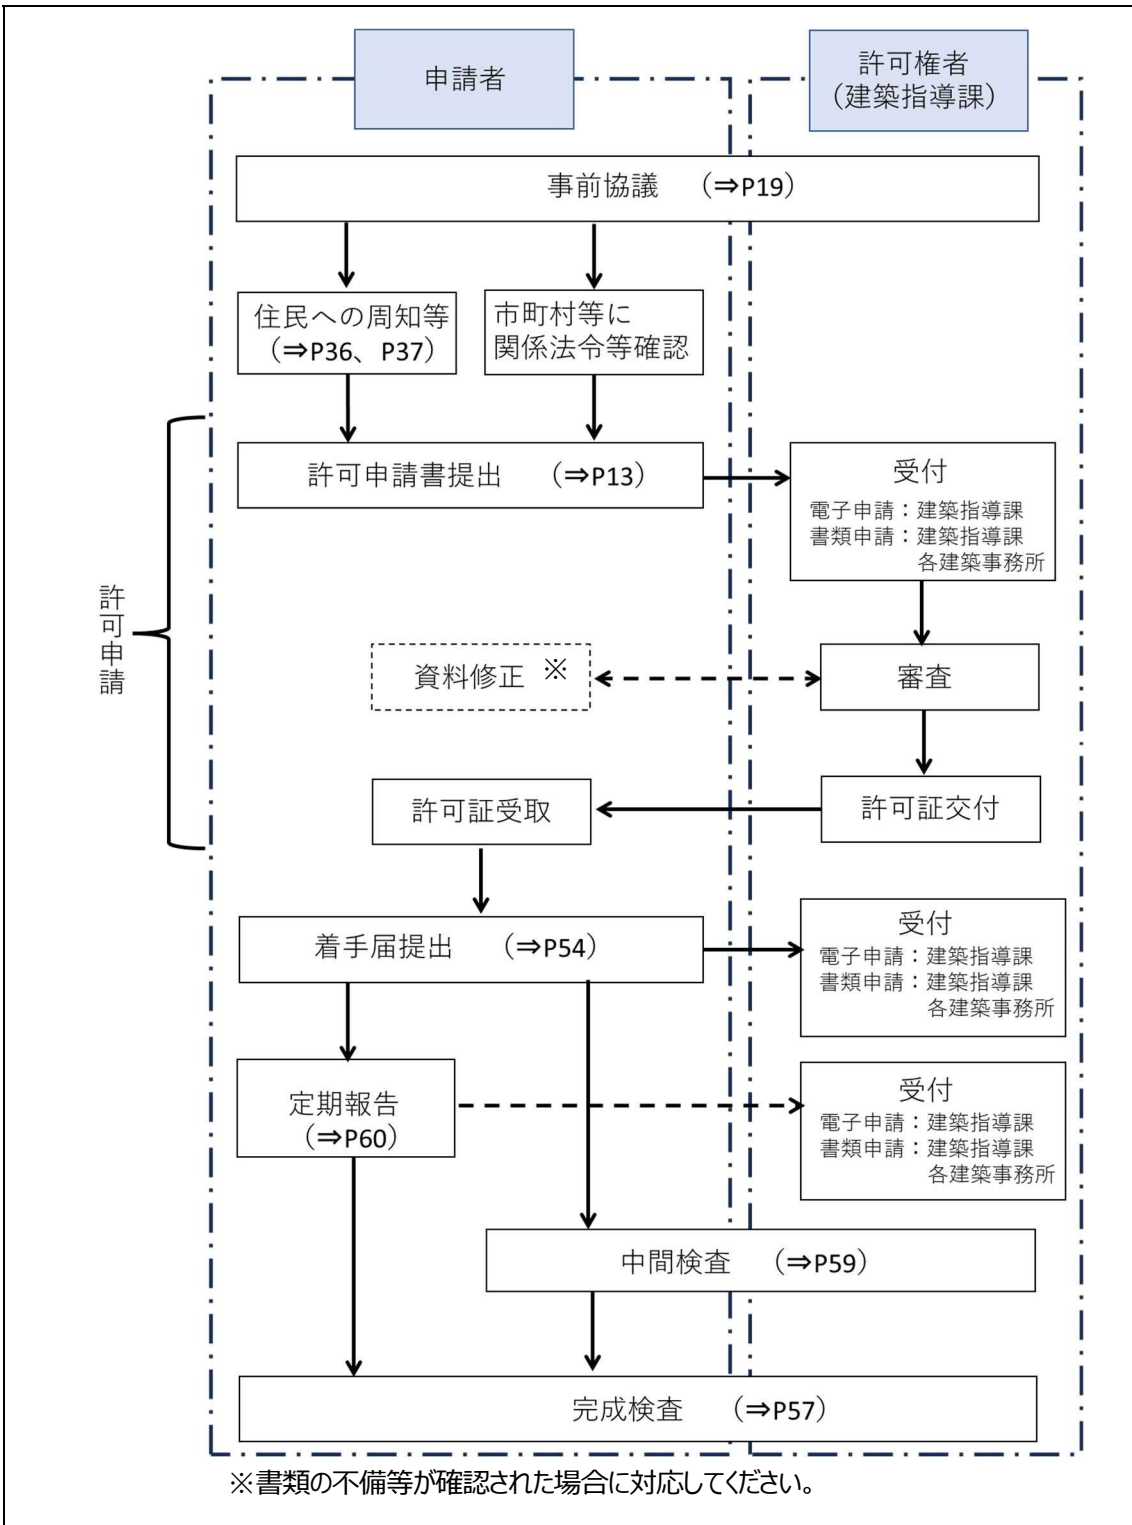 申請者
許可権者
（建築指導課）
事前協議　（⇒P19）
住民への周知等
（⇒P36、P37）
市町村等に
関係法令等確認
許可申請書提出　（⇒P13）
受付
電子申請：建築指導課
書類申請：建築指導課
各建築事務所
許可申請
資料修正　※
審査
許可証受取
許可証交付
着手届提出　（⇒P54）
受付
電子申請：建築指導課
書類申請：建築指導課
各建築事務所
定期報告
（⇒P60）
受付
電子申請：建築指導課
書類申請：建築指導課
各建築事務所
中間検査　（⇒P59）
完成検査　（⇒P57）
※書類の不備等が確認された場合に対応してください。